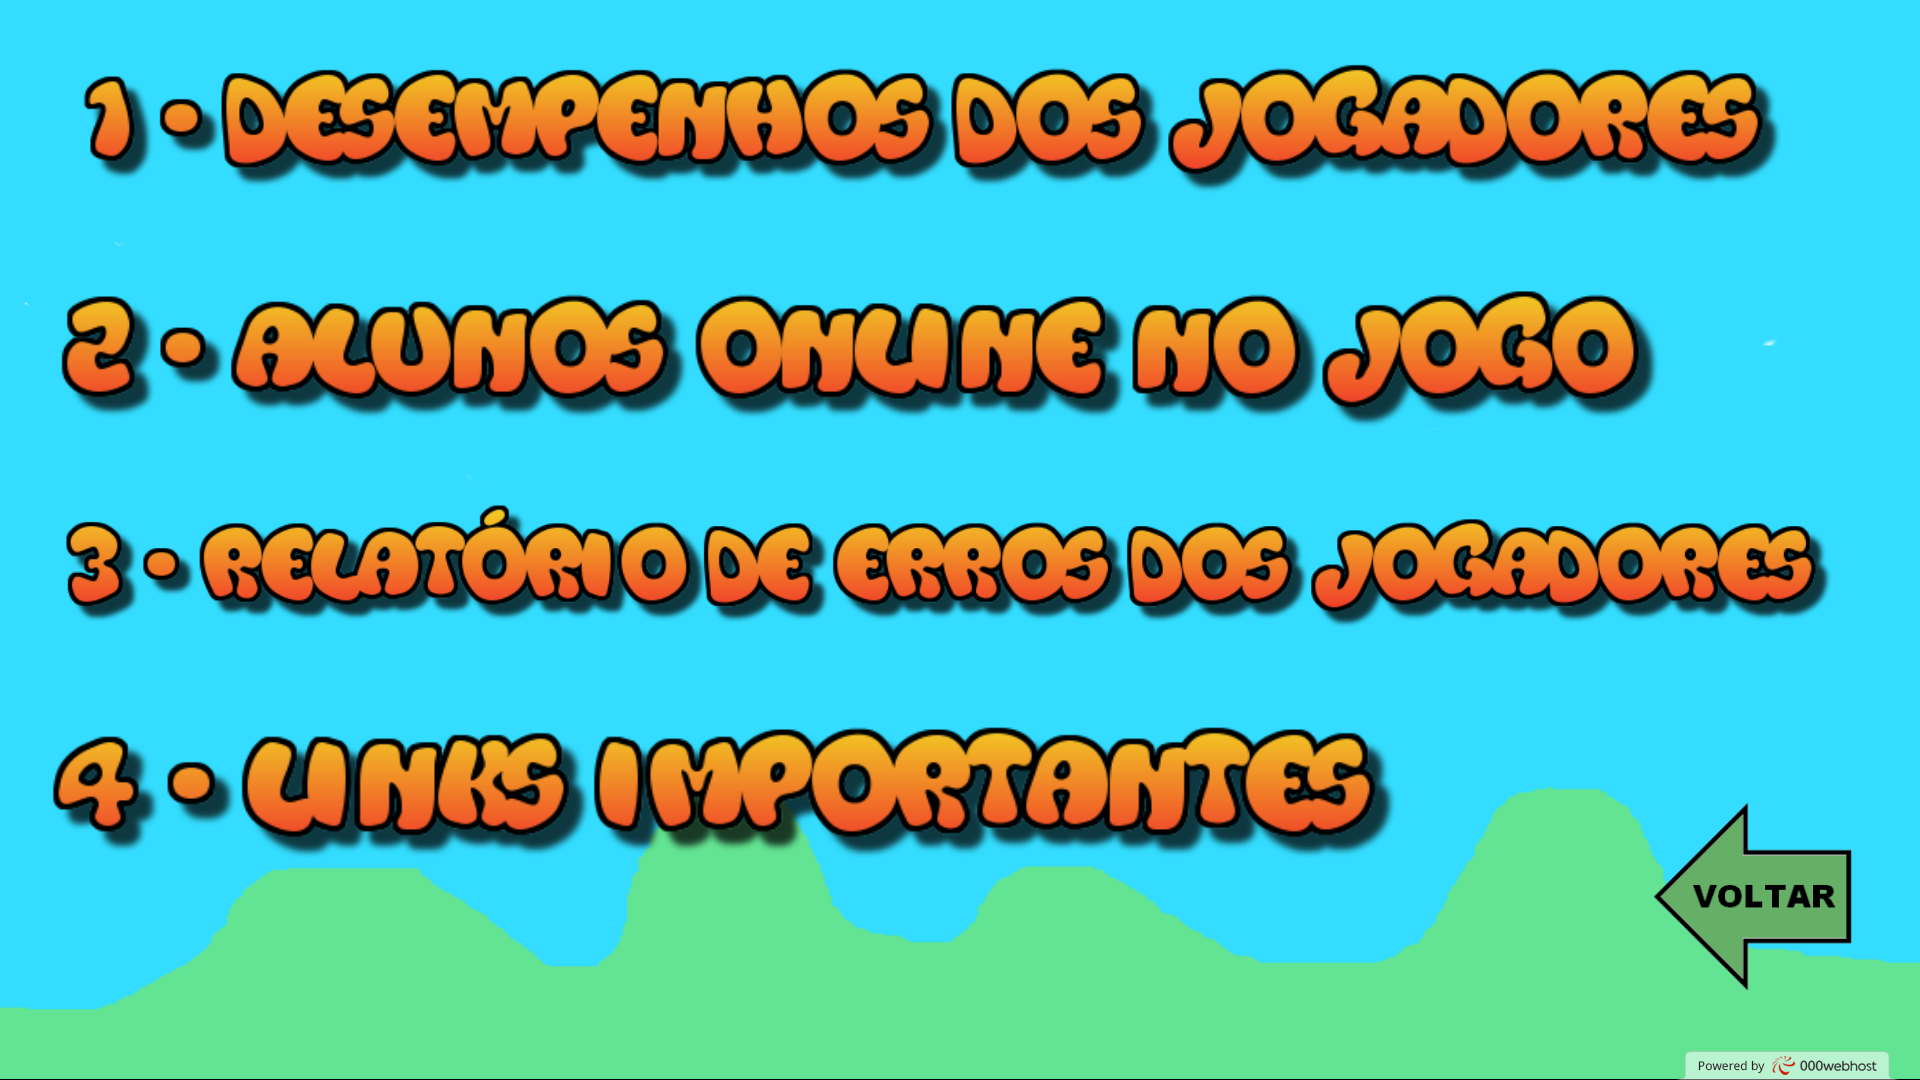 1 - DESEMPENHOS DOS JOGADORES
2 - ALUNOS ONLINE NO JOGO
3 - RELATÓRIO DE ERROS DOS JOGADORES
4 - LINKS IMPORTANTES
VOLTAR
Powered by 000webhost